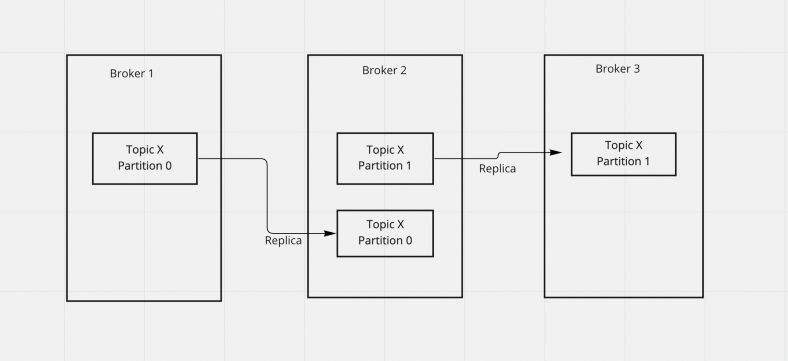 Broker 1
Topic X
Partition 0
Replica
Broker 2
Topic X
Partition 1
Topic X
Partition 0
Replica
Broker 3
Topic X
Partition 1